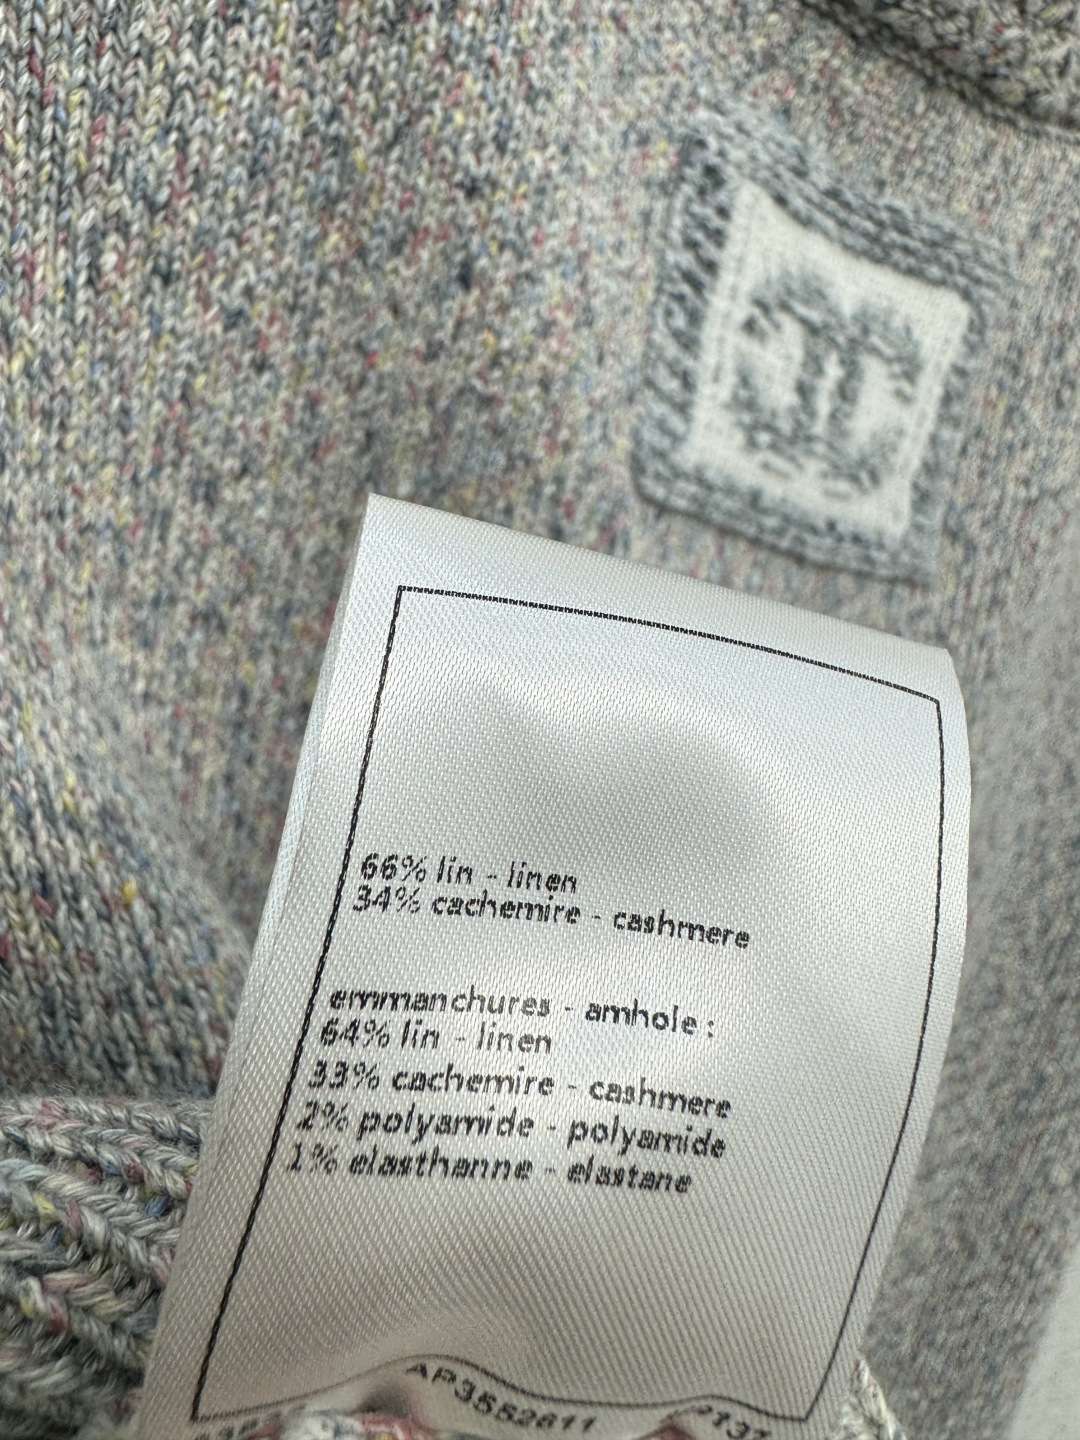 66% lin - linen
34% cachemire - cashmere
emmanchures - amhole :
64% lin - linen
33% cachemire - cashmere
2% polyamide - polyamide
1% elasthanne - elastane
AP3552611